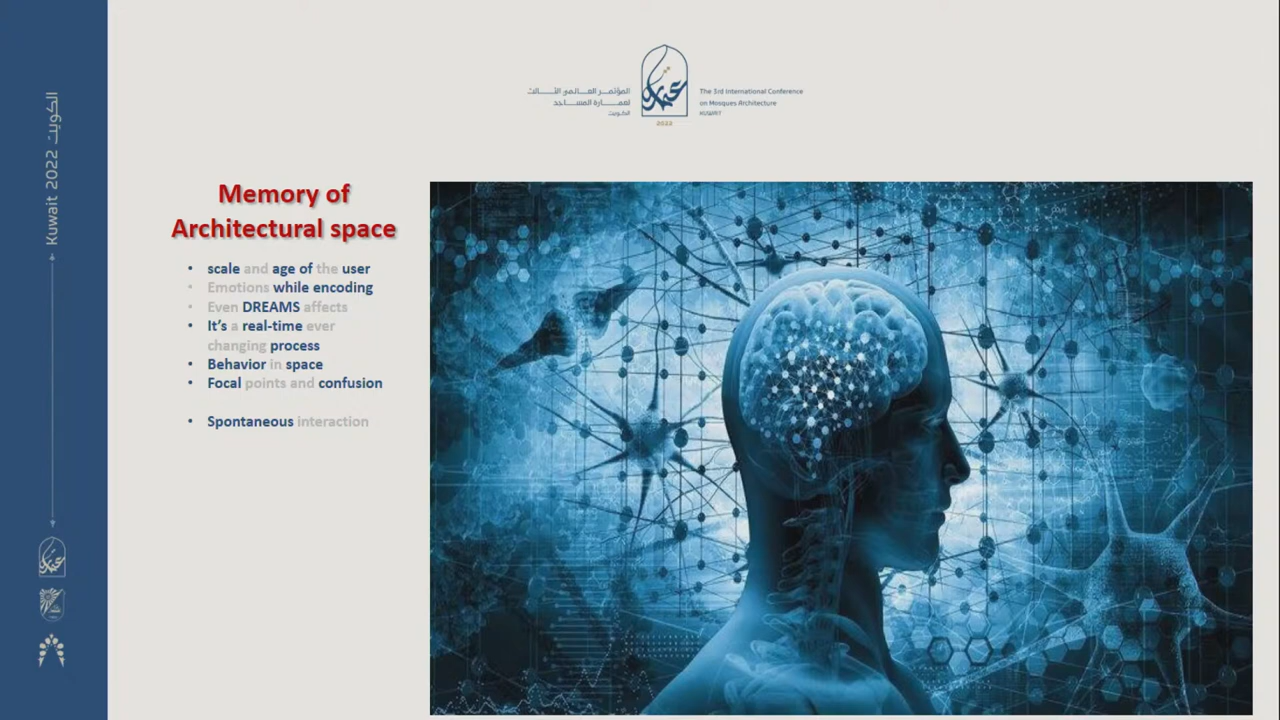 الكويت Kuwait 2022
المؤتمر العالمي الثالث
لعمارة المساجد
الكويت
2022
The 3rd International Conference
on Mosques Architecture
KUWAIT
Memory of
Architectural space
• scale and age of the user
• Emotions while encoding
• Even DREAMS affects
• It's a real-time ever
changing process
• Behavior in space
• Focal points and confusion
• Spontaneous interaction